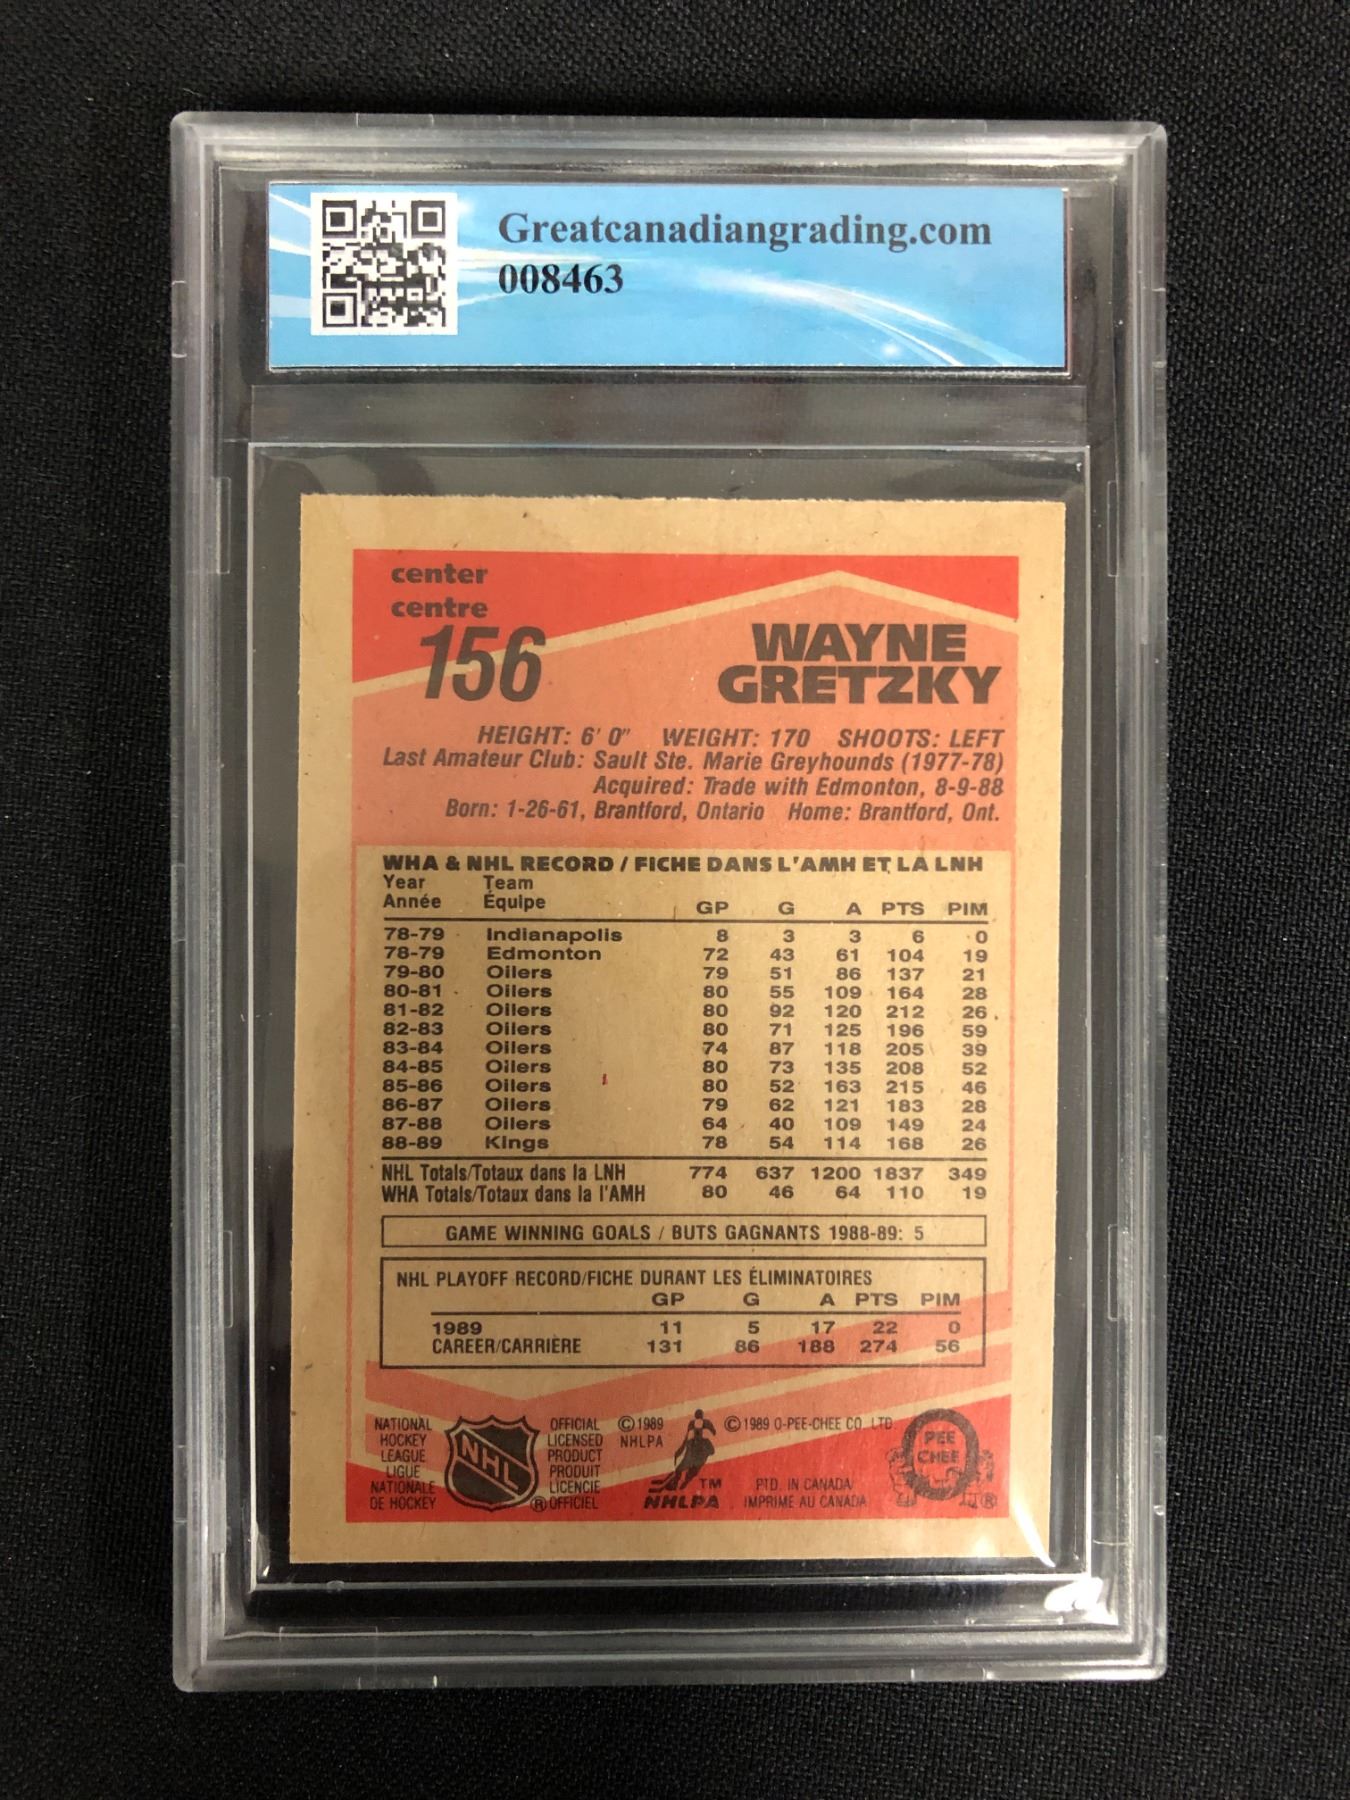 Greatcanadiangrading.com
008463
center
centre
156
WAYNE
GRETZKY
HEIGHT: 6' 0" WEIGHT: 170 SHOOTS: LEFT
Last Amateur Club: Sault Ste. Marie Greyhounds (1977-78)
Acquired: Trade with Edmonton, 8-9-88
Born: 1-26-61, Brantford, Ontario Home: Brantford, Ont.
WHA & NHL RECORD / FICHE DANS L'AMH ET LA LNH
Year Team
Année Équipe GP G A PTS PIM
78-79 Indianapolis 8 3 3 6 0
78-79 Edmonton 72 43 61 104 19
79-80 Oilers 79 51 86 137 21
80-81 Oilers 80 55 109 164 28
81-82 Oilers 80 92 120 212 26
82-83 Oilers 80 71 125 196 59
83-84 Oilers 74 87 118 205 39
84-85 Oilers 80 73 135 208 52
85-86 Oilers 80 52 163 215 46
86-87 Oilers 79 62 121 183 28
87-88 Oilers 64 40 109 149 24
88-89 Kings 78 54 114 168 26
NHL Totals/Totaux dans la LNH 774 637 1200 1837 349
WHA Totals/Totaux dans la l'AMH 80 46 64 110 19
GAME WINNING GOALS / BUTS GAGNANTS 1988-89: 5
NHL PLAYOFF RECORD/FICHE DURANT LES ÉLIMINATOIRES
GP G A PTS PIM
1989 11 5 17 22 0
CAREER/CARRIÈRE 131 86 188 274 56
NATIONAL
HOCKEY
LEAGUE
LIGUE
NATIONALE
DE HOCKEY
NHL
OFFICIAL
LICENSED
PRODUCT
PRODUIT
LICENCIE
® OFFICIEL
© 1989
NHLPA
TM
NHLPA
© 1989 O-PEE-CHEE CO. LTD.
PTD. IN CANADA
IMPRIME AU CANADA
O
PEE
CHEE
®